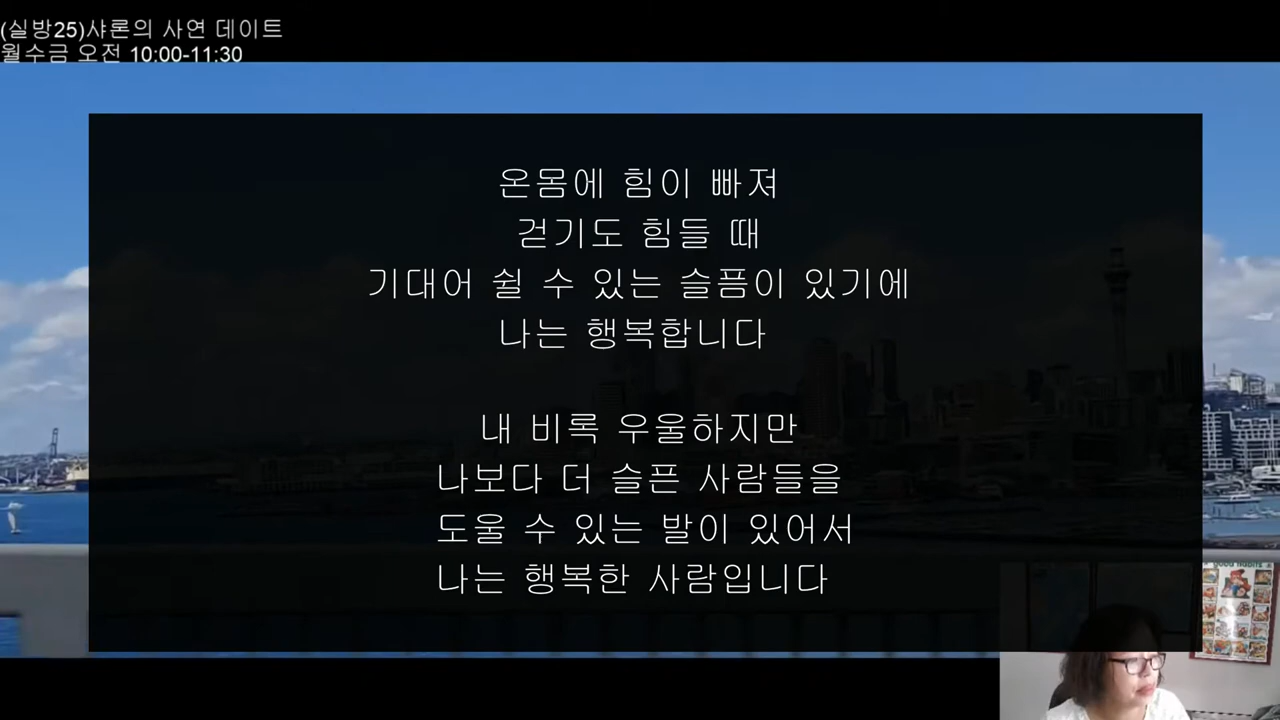 (실방25)샤론의 사연 데이트
월수금 오전 10:00-11:30
온몸에 힘이 빠져
걷기도 힘들 때
기대어 쉴 수 있는 슬픔이 있기에
나는 행복합니다
내 비록 우울하지만
나보다 더 슬픈 사람들을
도울 수 있는 발이 있어서
나는 행복한 사람입니다
good habits